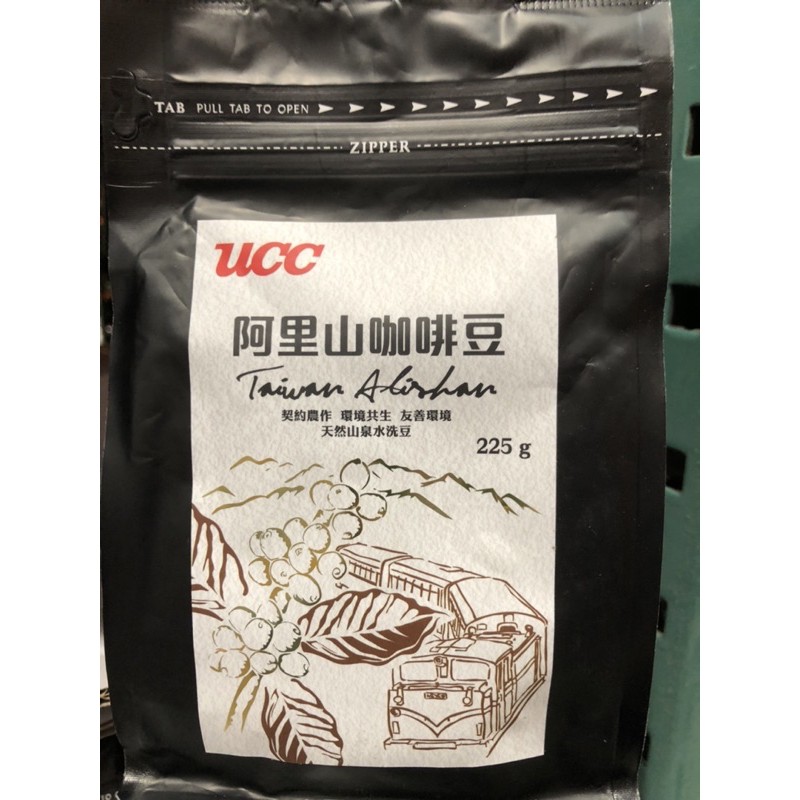 TAB PULL TAB TO OPEN
ZIPPER
UCC
阿里山咖啡豆
Taiwan Alishan
契約農作 環境共生 友善環境
天然山泉水洗豆
225 g